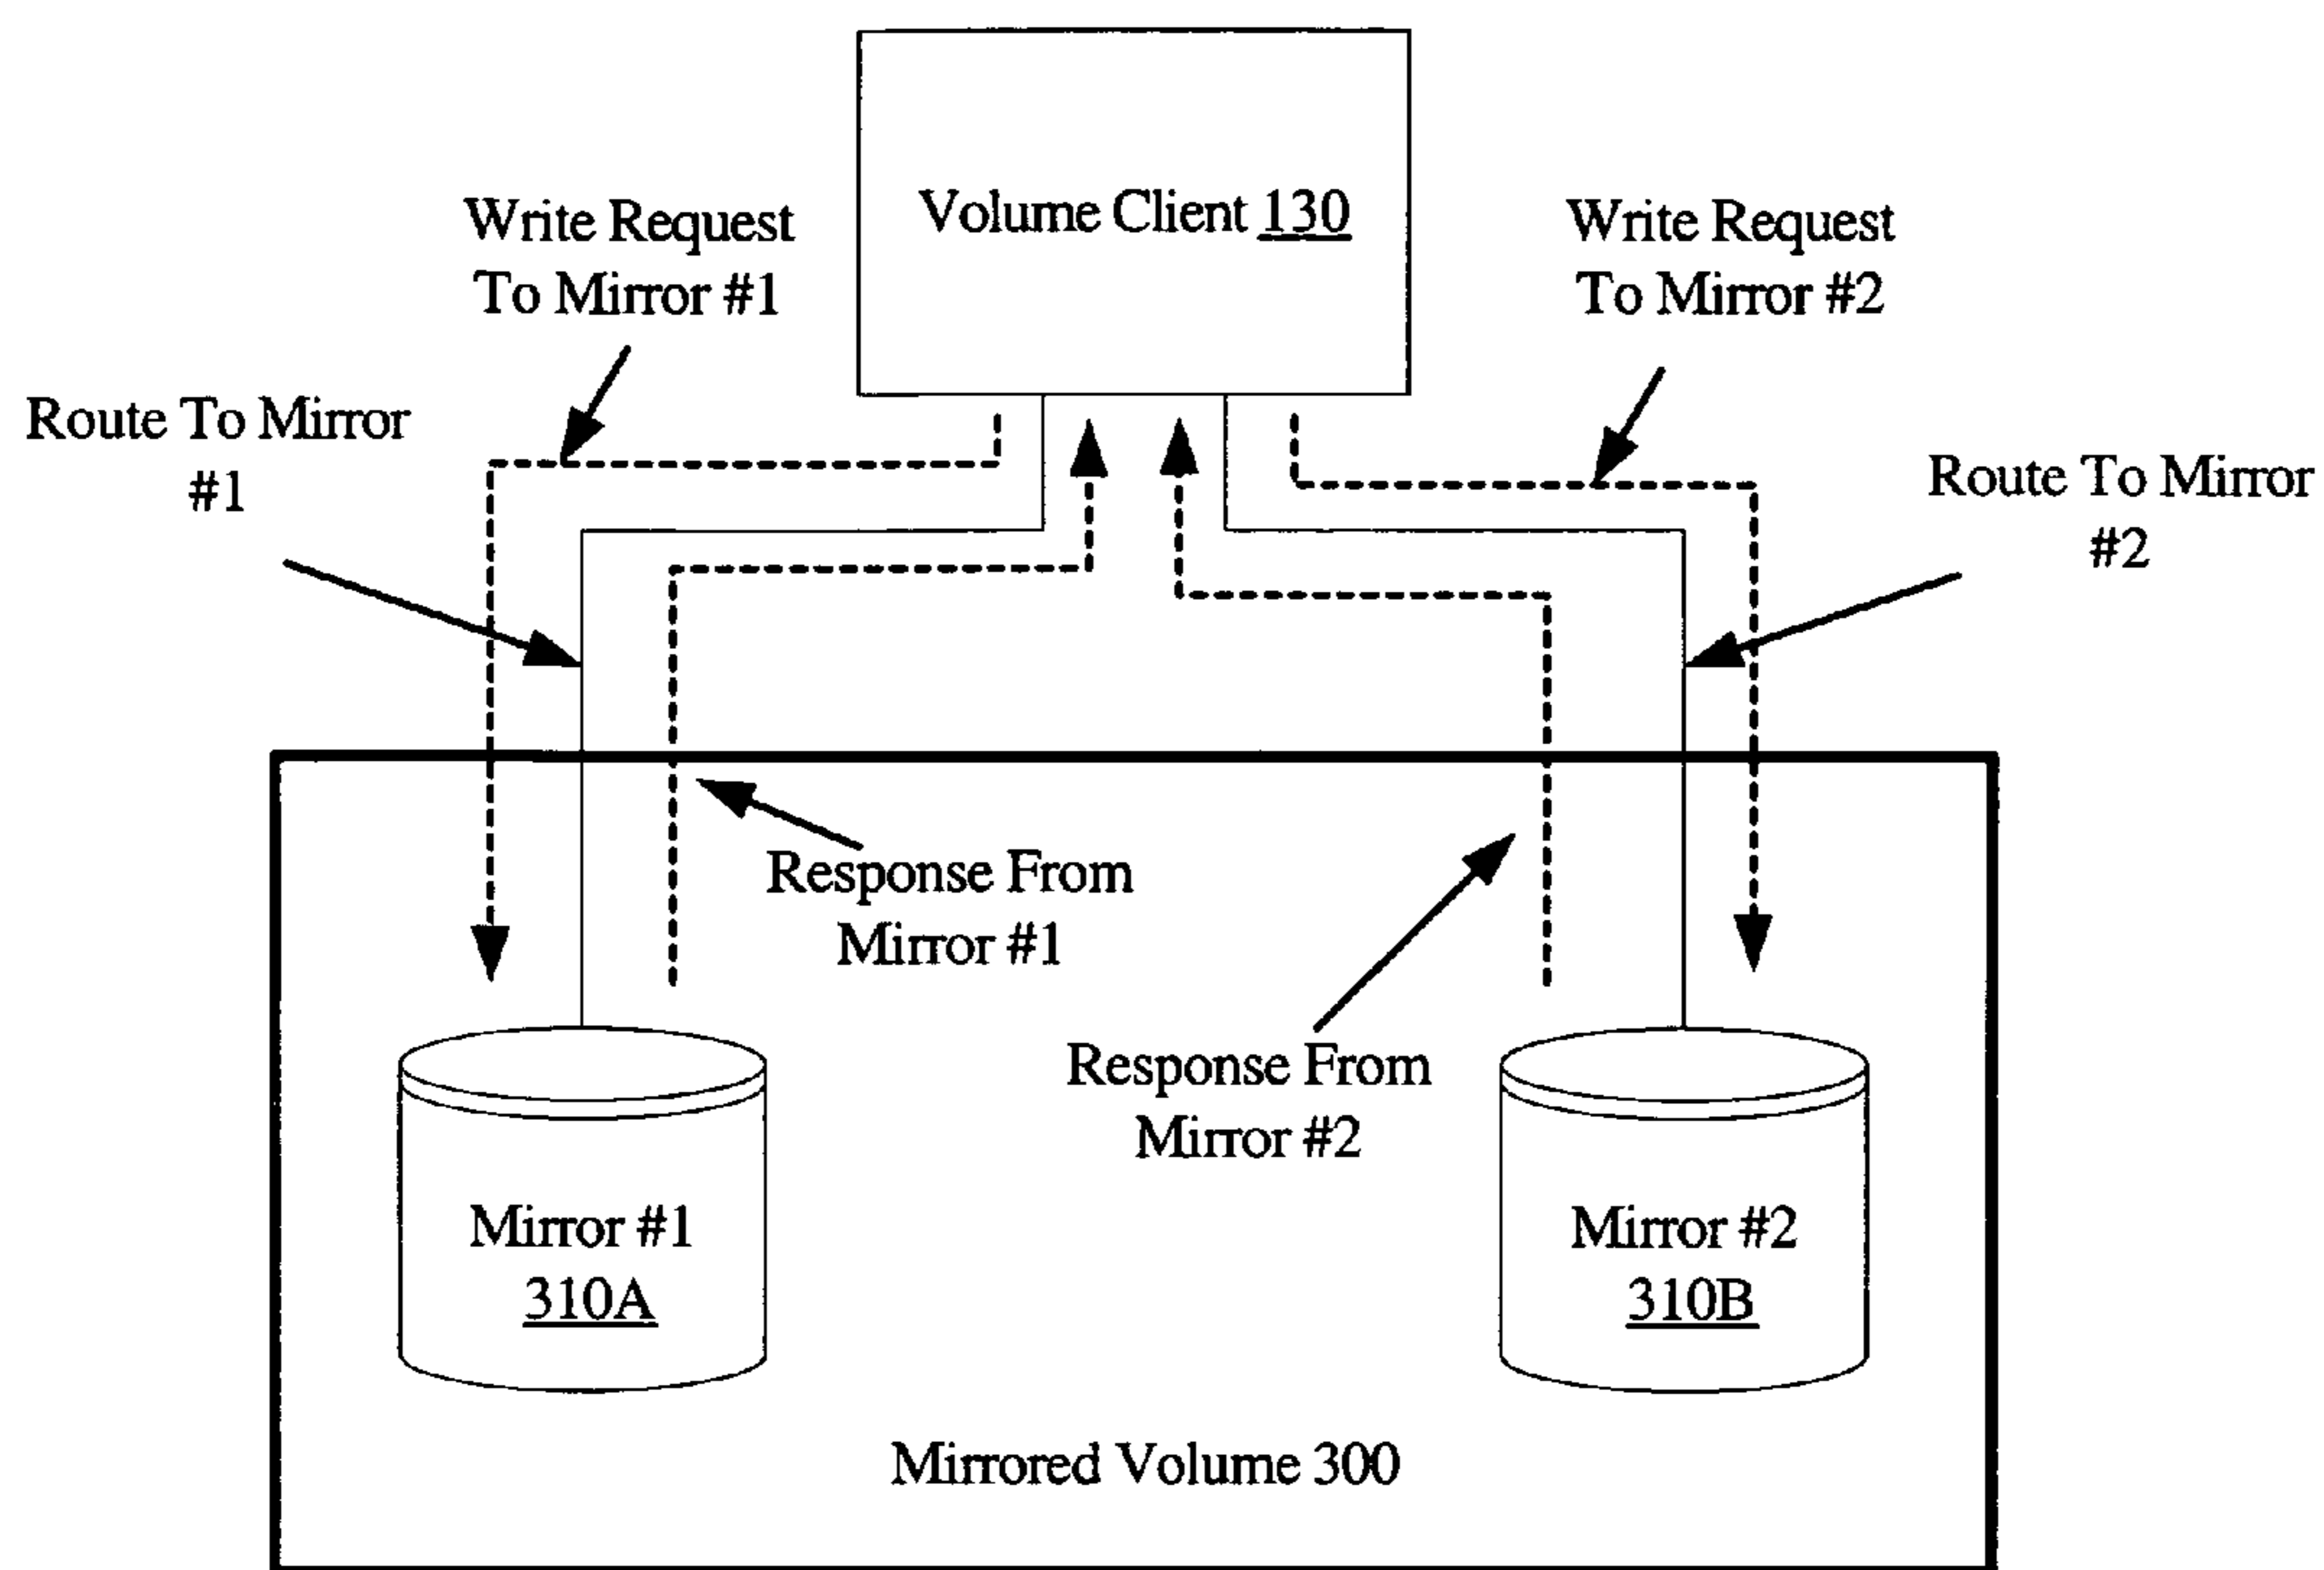 Volume Client 130
Write Request
To Mirror #1
Write Request
To Mirror #2
Route To Mirror
#1
Route To Mirror
#2
Response From
Mirror #1
Response From
Mirror #2
Mirror #1
310A
Mirror #2
310B
Mirrored Volume 300